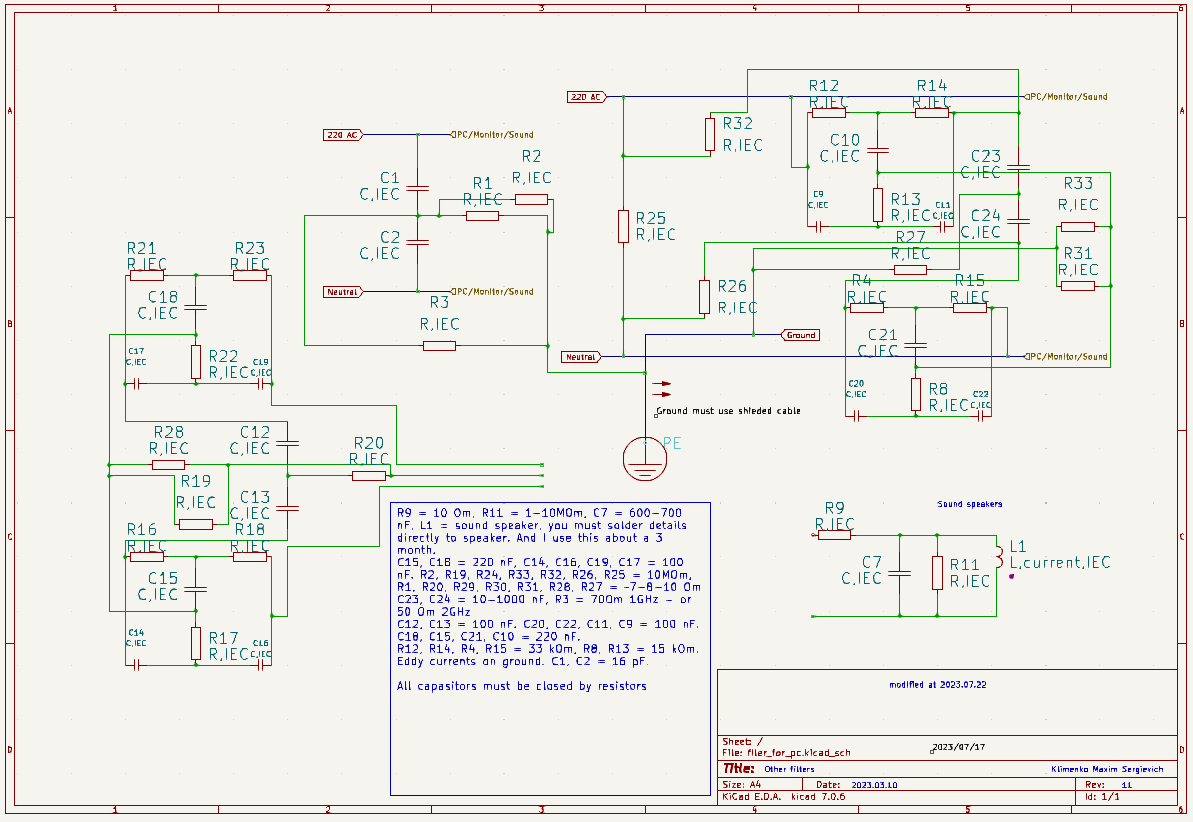 1 2 3 4 5 6
A
B
C
D
220 AC
PC/Monitor/Sound
C1
C,IEC
R1
R,IEC
R2
R,IEC
C2
C,IEC
Neutral
PC/Monitor/Sound
R3
R,IEC
220 AC
PC/Monitor/Sound
R32
R,IEC
R12
R,IEC
R14
R,IEC
C10
C,IEC
C9
C,IEC
R13
R,IEC
C11
C,IEC
C23
C,IEC
C24
C,IEC
R33
R,IEC
R31
R,IEC
R25
R,IEC
R27
R,IEC
R26
R,IEC
R4
R,IEC
R15
R,IEC
C21
C,IEC
C20
C,IEC
R8
R,IEC
C22
C,IEC
Ground
Neutral
PC/Monitor/Sound
Ground must use shieded cable
PE
R21
R,IEC
R23
R,IEC
C18
C,IEC
C17
C,IEC
R22
R,IEC
C19
C,IEC
R28
R,IEC
C12
C,IEC
R20
R,IEC
R19
R,IEC
C13
C,IEC
R16
R,IEC
R18
R,IEC
C15
C,IEC
C14
C,IEC
R17
R,IEC
C16
C,IEC
R9 = 10 Om, R11 = 1-10MOm, C7 = 600-700
nF, L1 = sound speaker, you must solder details
directly to speaker. And I use this about a 3
month.
C15, C18 = 220 nF, C14, C16, C19, C17 = 100
nF. R2, R19, R24, R33, R32, R26, R25 = 10MOm,
R1, R20, R29, R30, R31, R28, R27 = -7-8-10 Om
C23, C24 = 10-1000 nF, R3 = 70Om 1GHz - or
50 Om 2GHz
C12, C13 = 100 nF. C20, C22, C11, C9 = 100 nF.
C18, C15, C21, C10 = 220 nF.
R12, R14, R4, R15 = 33 kOm, R8, R13 = 15 kOm.
Eddy currents on ground. C1, C2 = 16 pF.
All capasitors must be closed by resistors
Sound speakers
R9
R,IEC
C7
C,IEC
R11
R,IEC
L1
L,current,IEC
modified at 2023.07.22
Sheet: /
File: filer_for_pc.kicad_sch
2023/07/17
Title: Other filters
Klimenko Maxim Sergievich
Size: A4
Date: 2023.03.10
Rev: 11
KiCad E.D.A. kicad 7.0.6
Id: 1/1
1 2 3 4 5 6
A
B
C
D